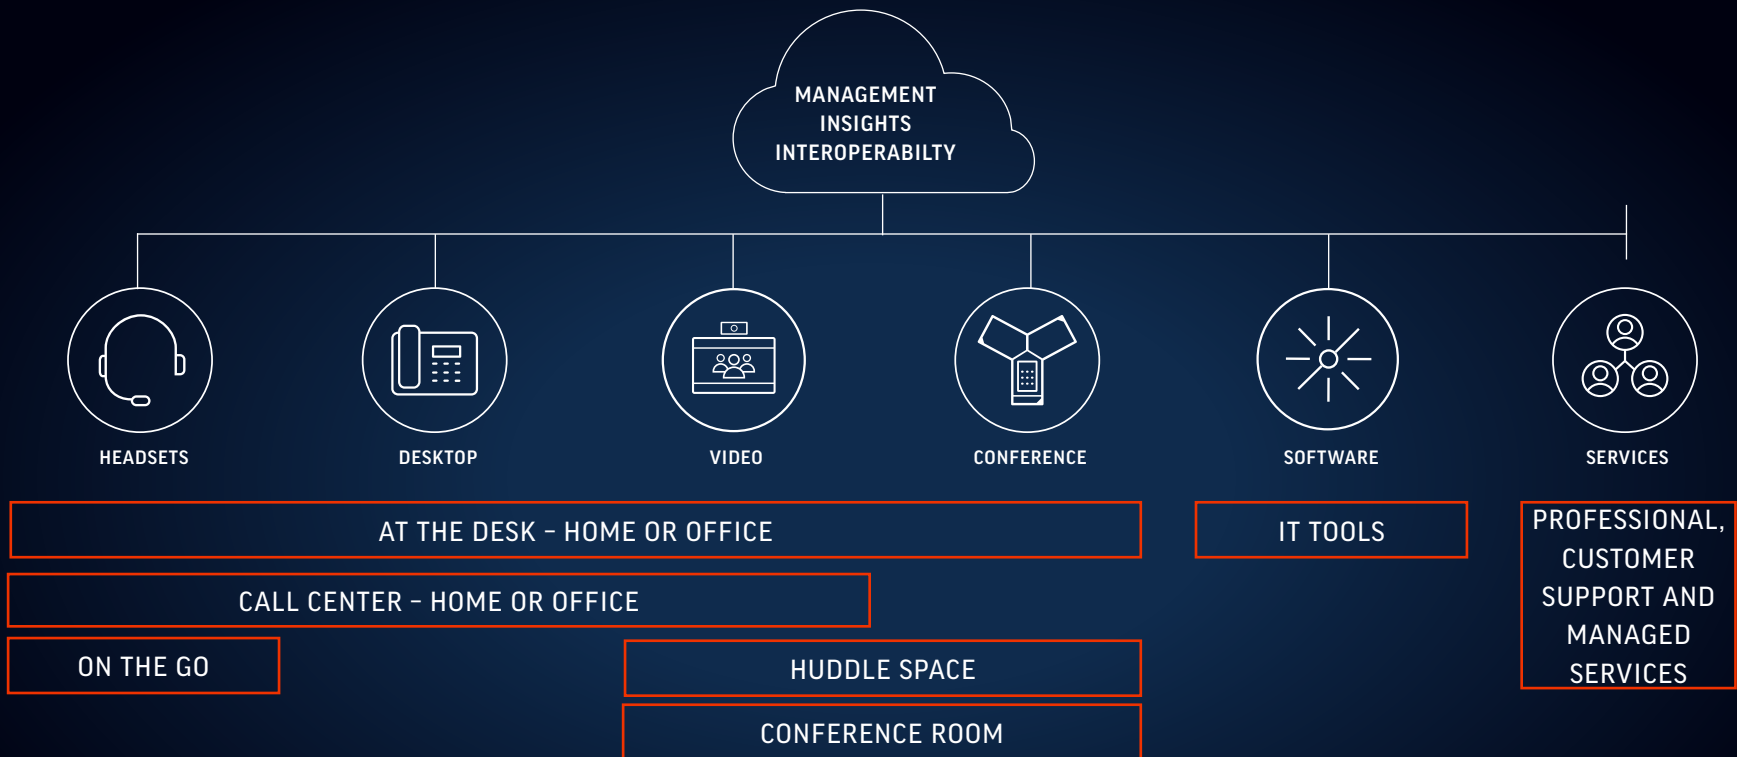 MANAGEMENT
INSIGHTS
INTEROPERABILTY
HEADSETS
DESKTOP
VIDEO
CONFERENCE
SOFTWARE
SERVICES
AT THE DESK – HOME OR OFFICE
IT TOOLS
PROFESSIONAL,
CUSTOMER
SUPPORT AND
MANAGED
SERVICES
CALL CENTER – HOME OR OFFICE
ON THE GO
HUDDLE SPACE
CONFERENCE ROOM